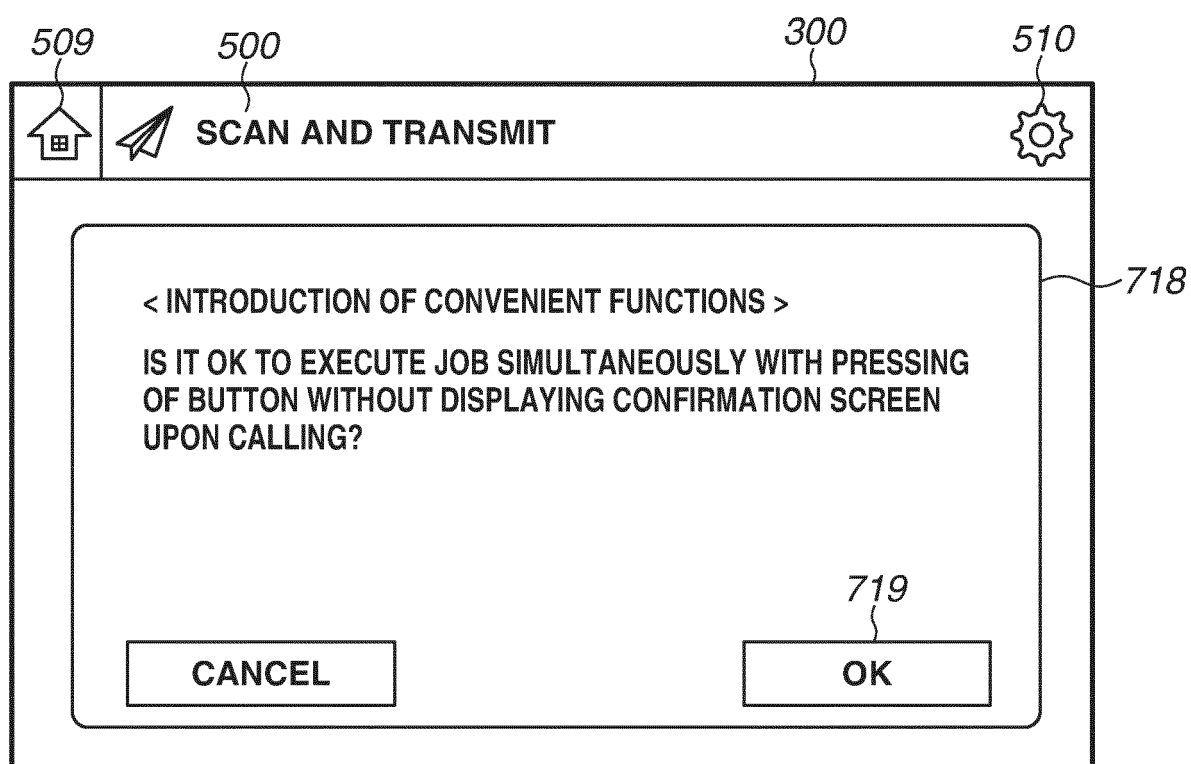 509
500
300
510
SCAN AND TRANSMIT
718
< INTRODUCTION OF CONVENIENT FUNCTIONS >
IS IT OK TO EXECUTE JOB SIMULTANEOUSLY WITH PRESSING
OF BUTTON WITHOUT DISPLAYING CONFIRMATION SCREEN
UPON CALLING?
719
CANCEL
OK